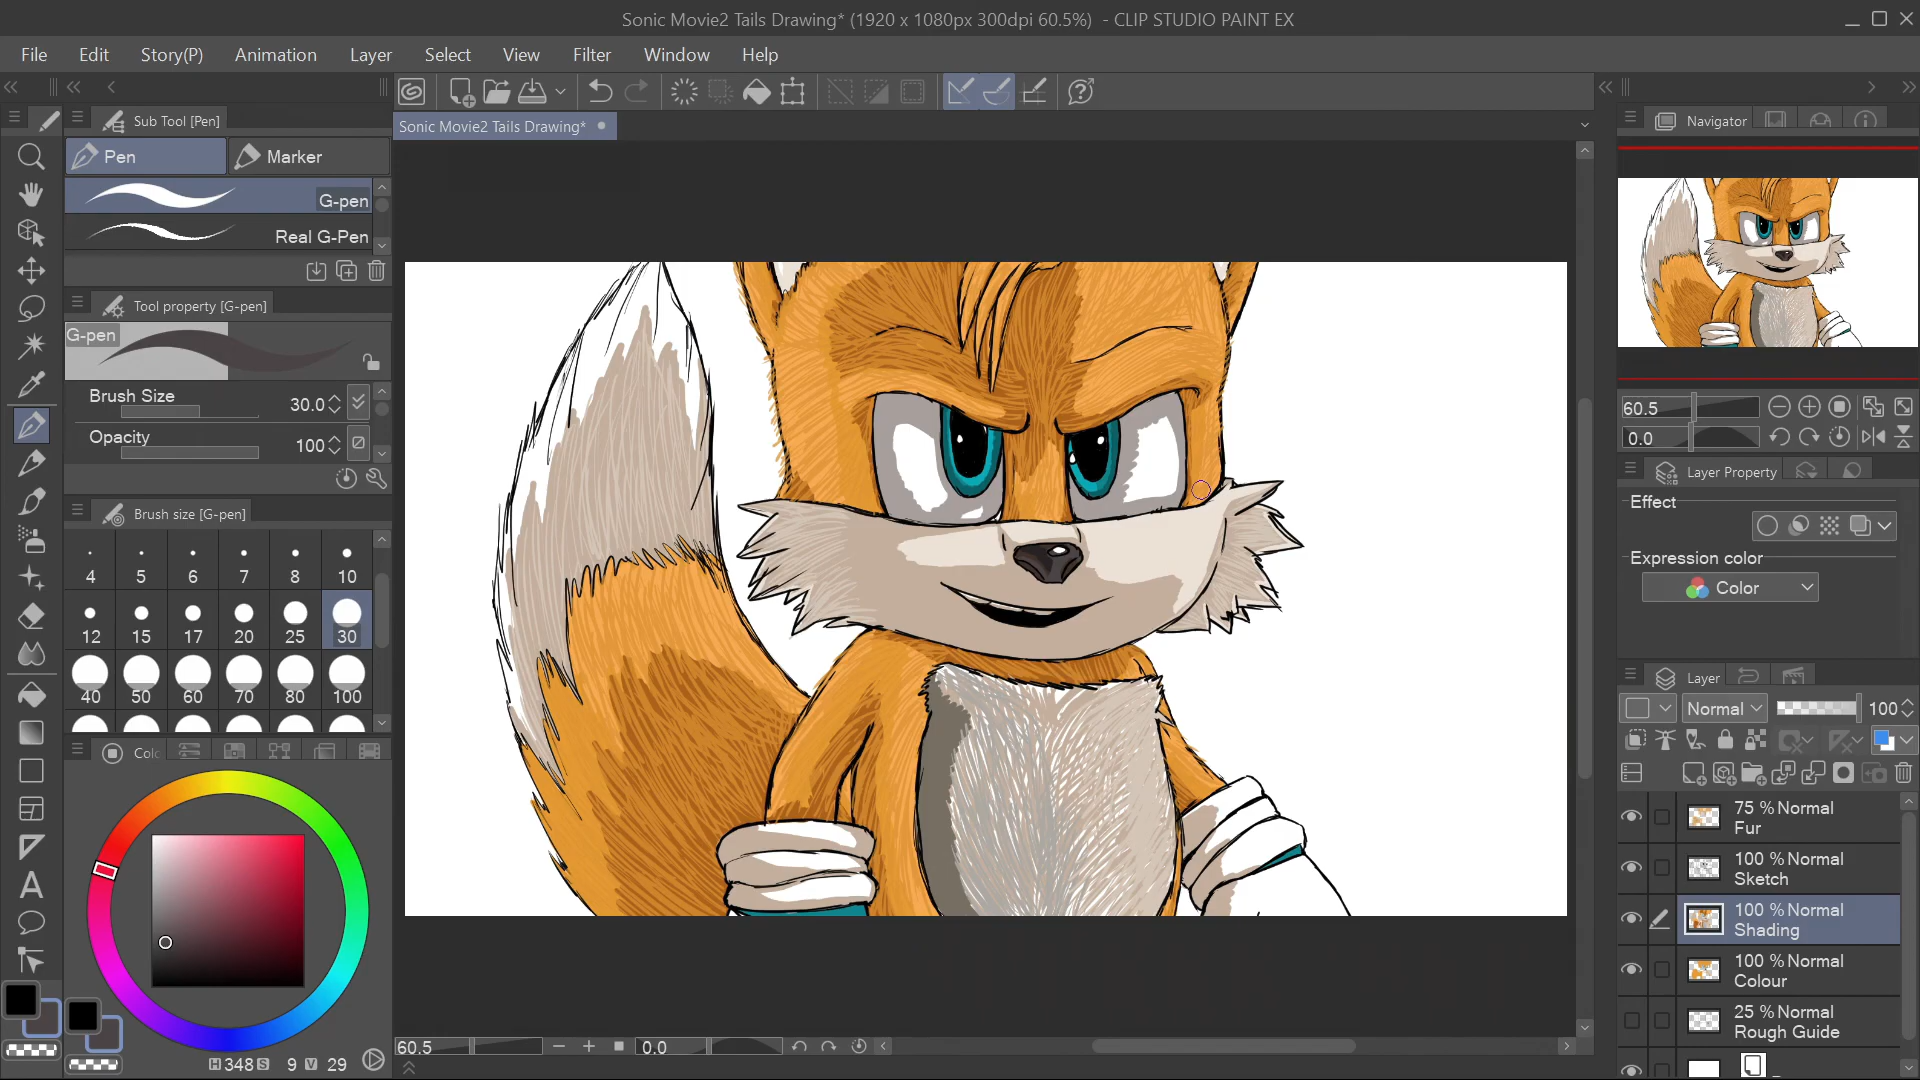 Sonic Movie2 Tails Drawing* (1920 x 1080px 300dpi 60.5%) - CLIP STUDIO PAINT EX
File Edit Story(P) Animation Layer Select View Filter Window Help
Sub Tool [Pen]
Pen Marker
G-pen
Real G-Pen
Tool property [G-pen]
G-pen
Brush Size 30.0
Opacity 100
Brush size [G-pen]
4 5 6 7 8 10
12 15 17 20 25 30
40 50 60 70 80 100
Colo
H 348 S 9 V 29
Sonic Movie2 Tails Drawing*
60.5 0.0
Navigator
60.5
0.0
Layer Property
Effect
Expression color
Color
Layer
Normal 100
75 % Normal
Fur
100 % Normal
Sketch
100 % Normal
Shading
100 % Normal
Colour
25 % Normal
Rough Guide